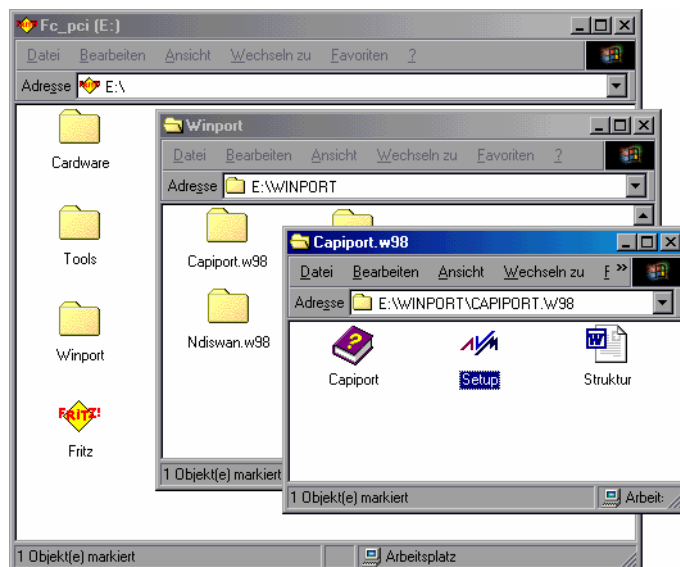 Fc_pci (E:)
Datei Bearbeiten Ansicht Wechseln zu Favoriten ?
Adresse E:\
Cardware
Tools
Winport
FRITZ!
Fritz
1 Objekt(e) markiert
Arbeitsplatz
Winport
Datei Bearbeiten Ansicht Wechseln zu Favoriten ?
Adresse E:\WINPORT
Capiport.w98
Ndiswan.w98
1 Objekt(e) markiert
Capiport.w98
Datei Bearbeiten Ansicht Wechseln zu F »
Adresse E:\WINPORT\CAPIPORT.W98
Capiport
AVM
Setup
W
Struktur
1 Objekt(e) markiert
Arbeit: